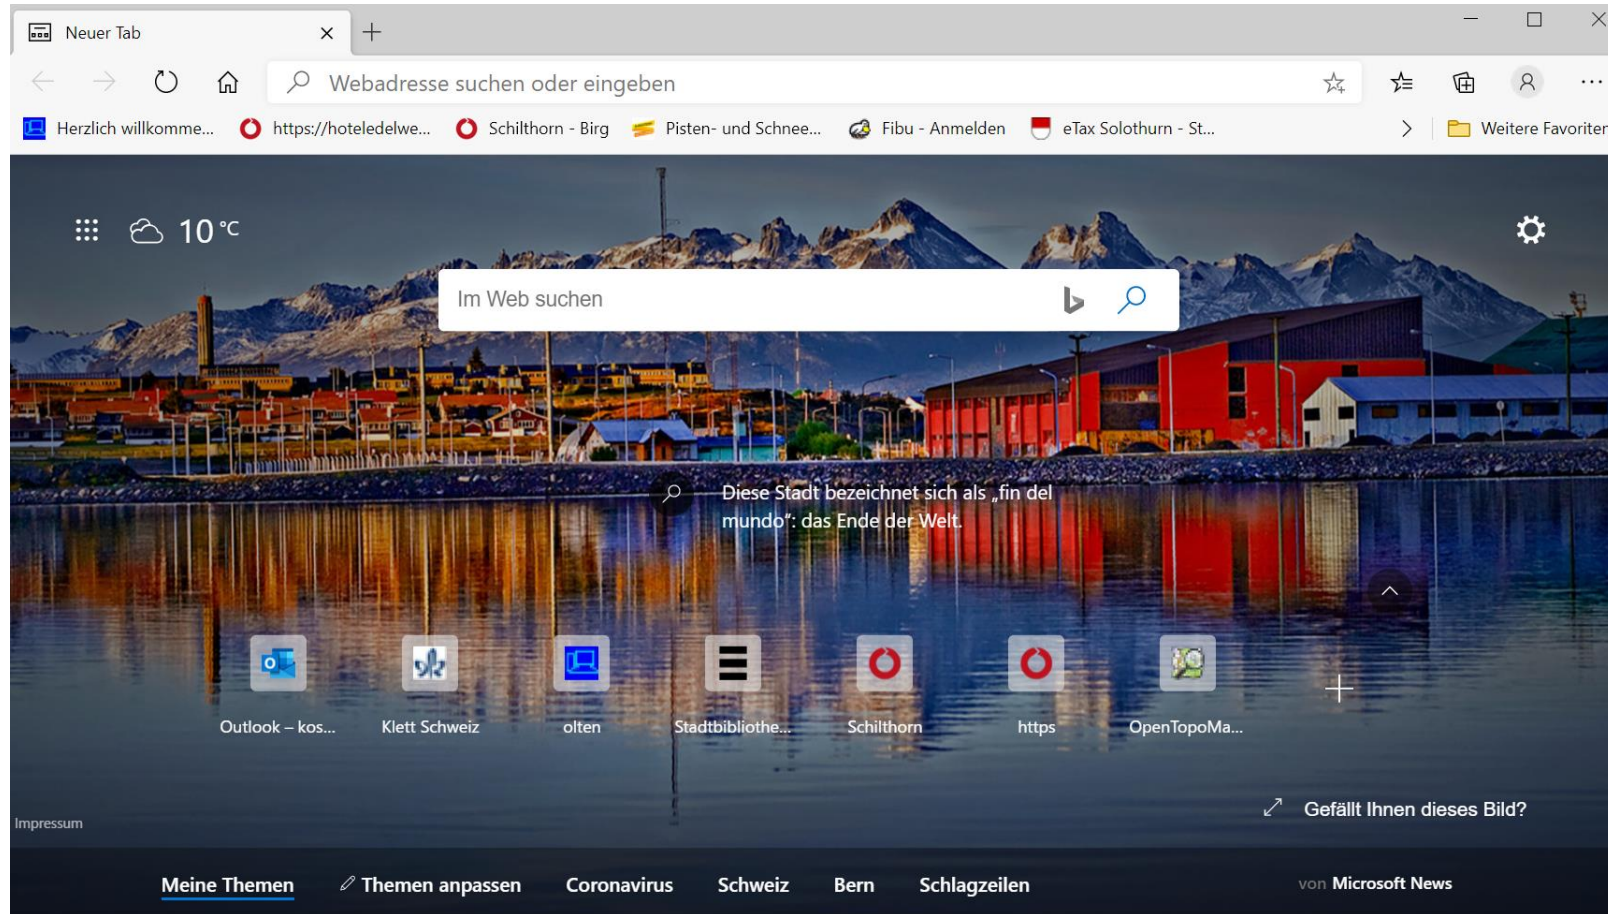 Neuer Tab
Webadresse suchen oder eingeben
Herzlich willkomme... https://hoteledelwe... Schilthorn - Birg Pisten- und Schnee... Fibu - Anmelden eTax Solothurn - St... Weitere Favoriten
10 °C
Im Web suchen
Diese Stadt bezeichnet sich als „fin del
mundo“: das Ende der Welt.
Outlook – kos... Klett Schweiz olten Stadtbibliothe... Schilthorn https OpenTopoMa...
Gefällt Ihnen dieses Bild?
Impressum
Meine Themen Themen anpassen Coronavirus Schweiz Bern Schlagzeilen von Microsoft News